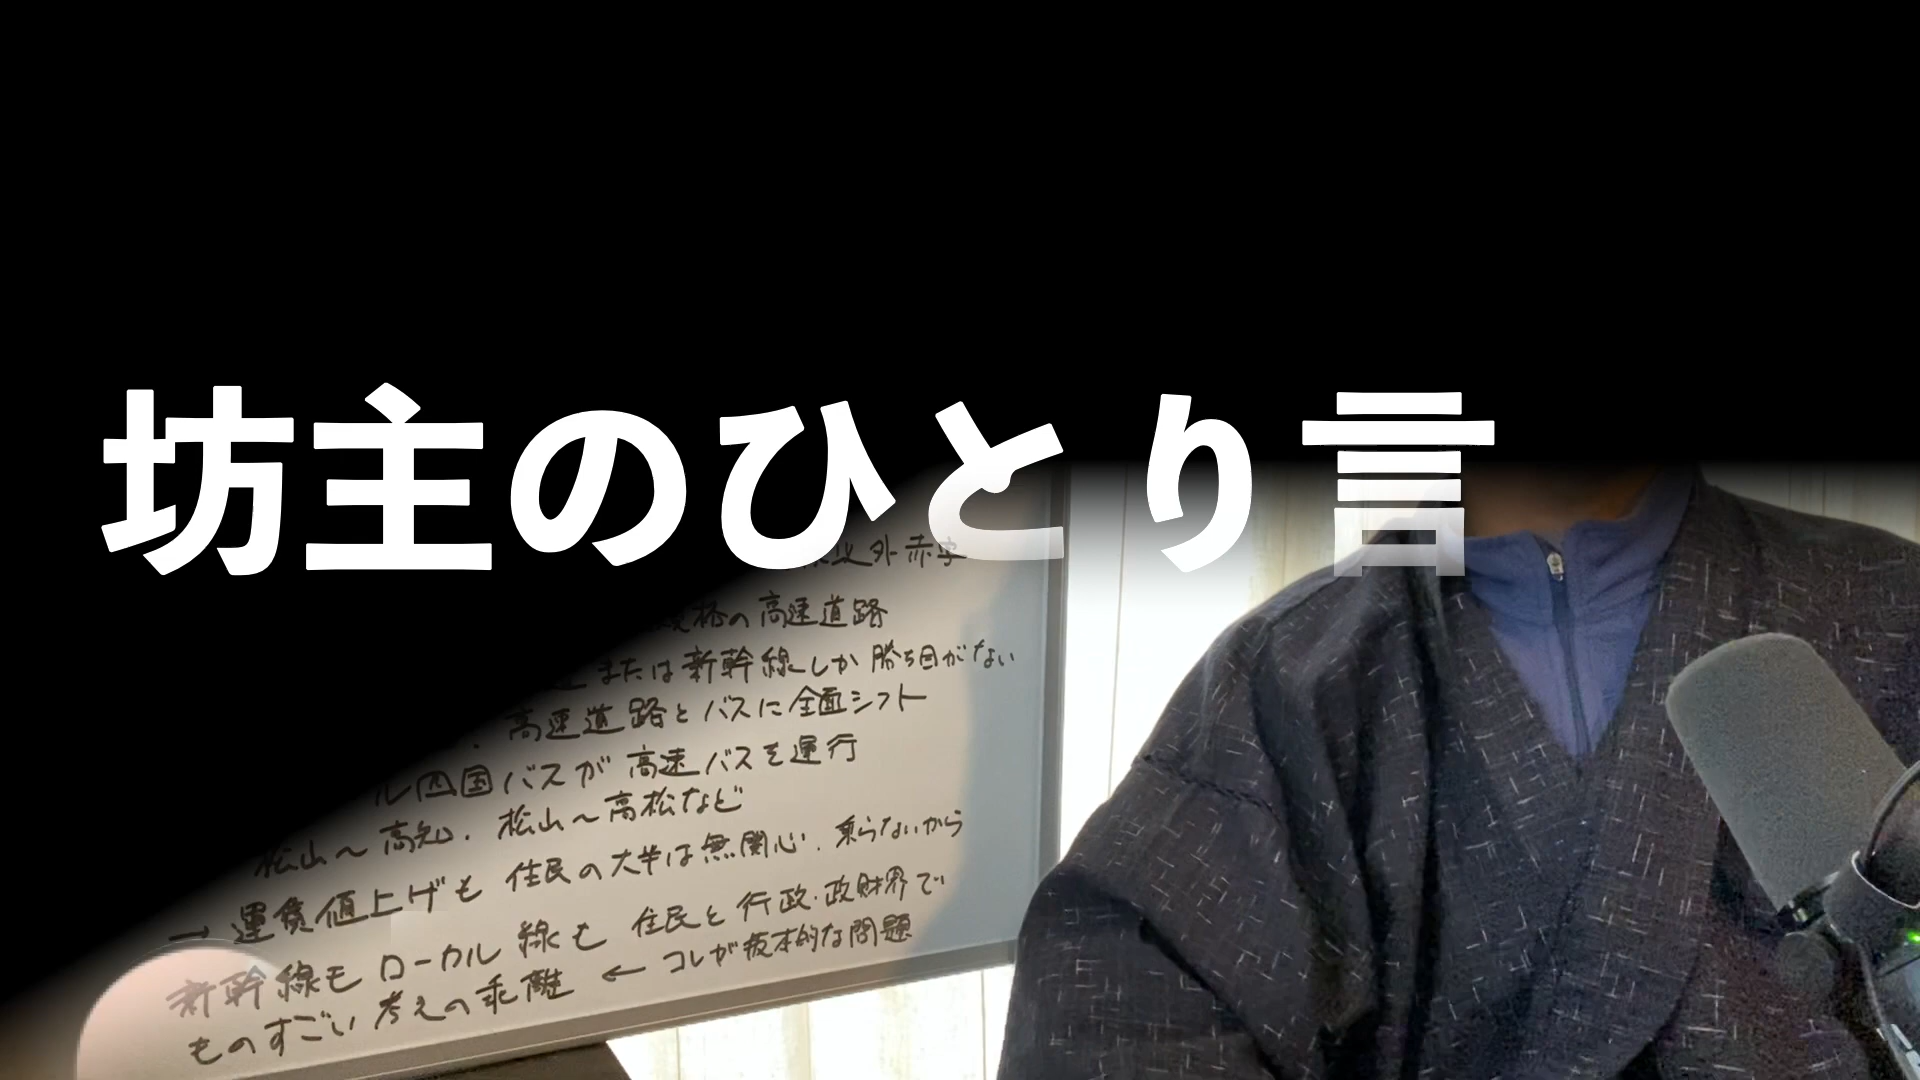 坊主のひとり言
以外赤字
規格の高速道路
または新幹線しか勝ち目がない
高速道路とバスに全面シフト
ル四国バスが高速バスを運行
松山〜高知．松山〜高松など
→ 運賃値上げも 住民の大半は無関心．乗らないから
新幹線もローカル線も 住民と行政・政財界で
ものすごい考えの乖離 ← コレが抜本的な問題